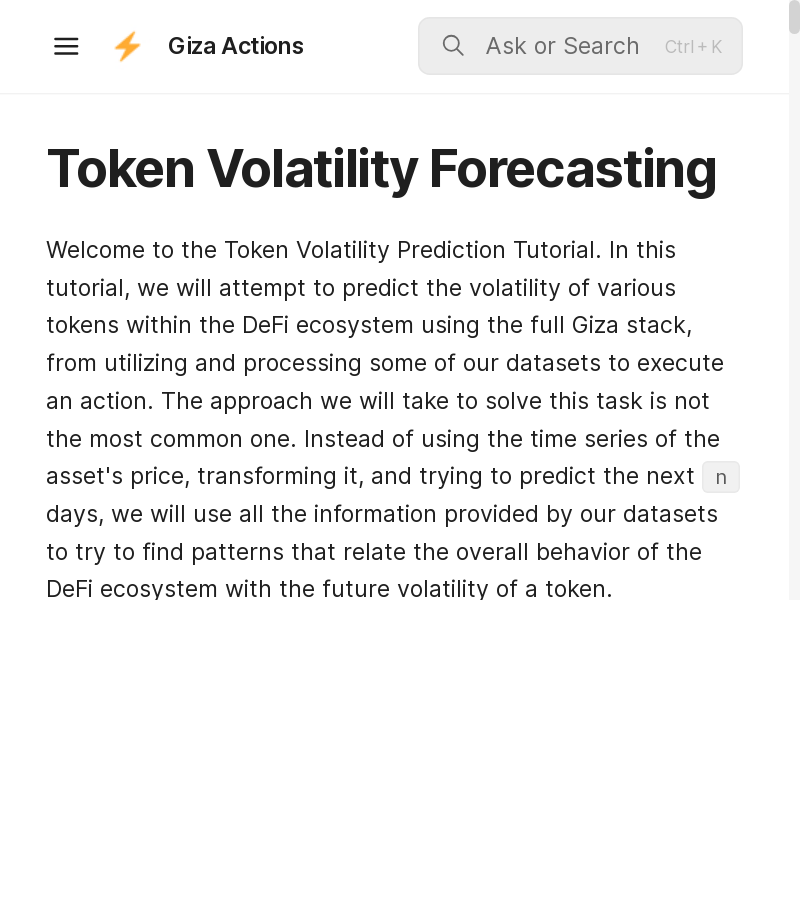 ⚡ Giza Actions
Ask or Search Ctrl + K
Token Volatility Forecasting
Welcome to the Token Volatility Prediction Tutorial. In this
tutorial, we will attempt to predict the volatility of various
tokens within the DeFi ecosystem using the full Giza stack,
from utilizing and processing some of our datasets to execute
an action. The approach we will take to solve this task is not
the most common one. Instead of using the time series of the
asset's price, transforming it, and trying to predict the next n
days, we will use all the information provided by our datasets
to try to find patterns that relate the overall behavior of the
DeFi ecosystem with the future volatility of a token.